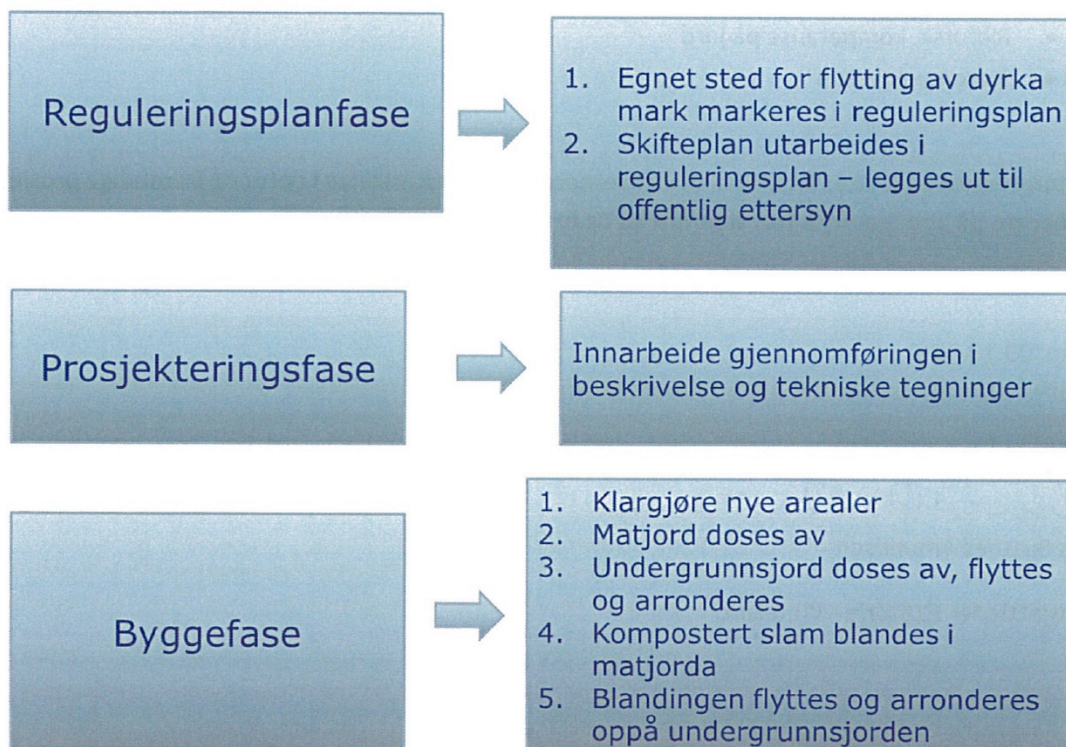 Reguleringsplanfase
1. Egnet sted for flytting av dyrka
mark markeres i reguleringsplan
2. Skifteplan utarbeides i
reguleringsplan – legges ut til
offentlig ettersyn
Prosjekteringsfase
Innarbeide gjennomføringen i
beskrivelse og tekniske tegninger
Byggefase
1. Klargjøre nye arealer
2. Matjord doses av
3. Undergrunnsjord doses av, flyttes
og arronderes
4. Kompostert slam blandes i
matjorda
5. Blandingen flyttes og arronderes
oppå undergrunnsjorden